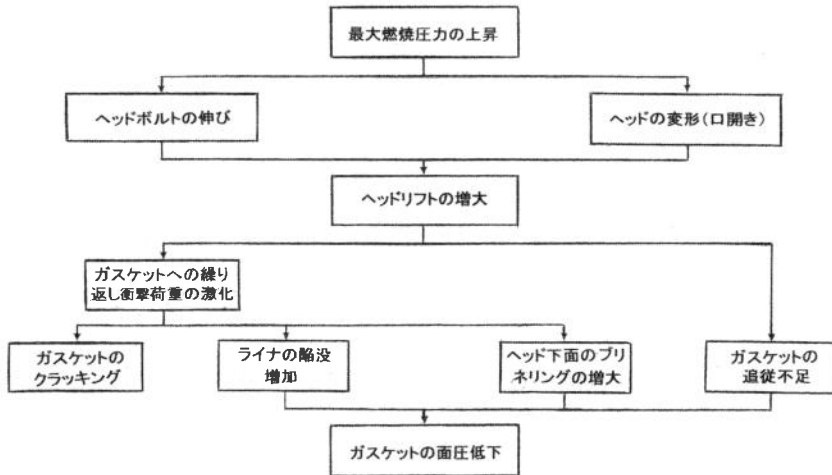 最大燃焼圧力の上昇
ヘッドボルトの伸び
ヘッドの変形(口開き)
ヘッドリフトの増大
ガスケットへの繰り
返し衝撃荷重の激化
ガスケットの
クラッキング
ライナの陥没
増加
ヘッド下面のブリ
ネリングの増大
ガスケットの
追従不足
ガスケットの面圧低下